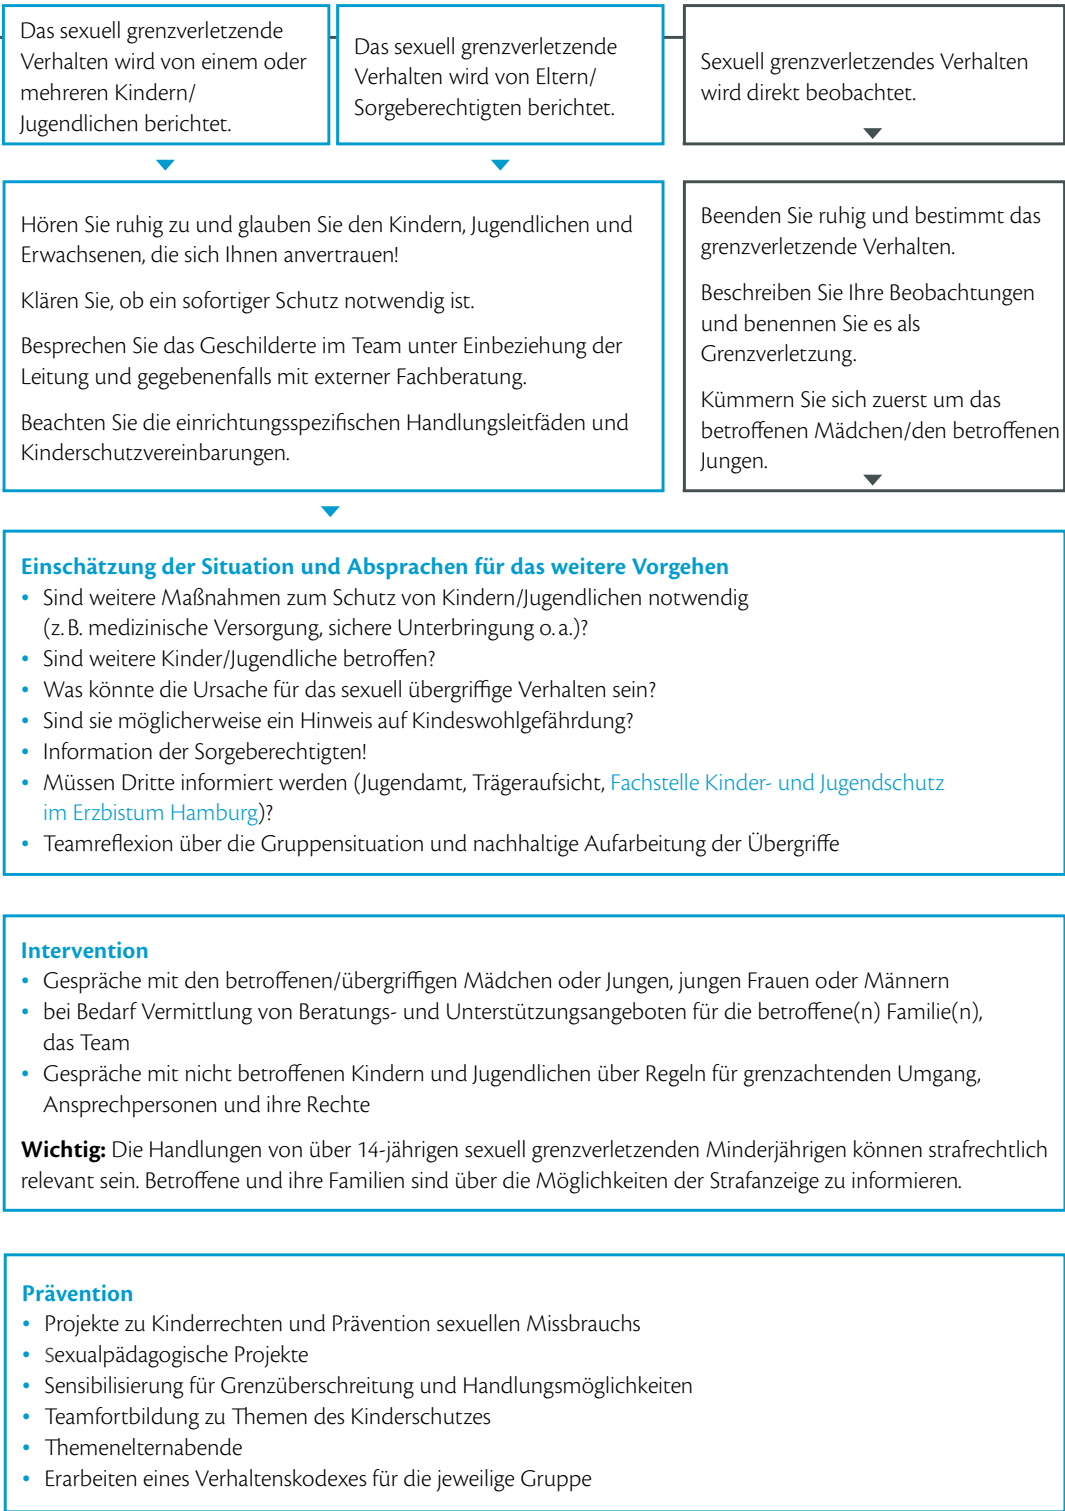 Das sexuell grenzverletzende
Verhalten wird von einem oder
mehreren Kindern/
Jugendlichen berichtet.
Das sexuell grenzverletzende
Verhalten wird von Eltern/
Sorgeberechtigten berichtet.
Sexuell grenzverletzendes Verhalten
wird direkt beobachtet.
Hören Sie ruhig zu und glauben Sie den Kindern, Jugendlichen und
Erwachsenen, die sich Ihnen anvertrauen!
Klären Sie, ob ein sofortiger Schutz notwendig ist.
Besprechen Sie das Geschilderte im Team unter Einbeziehung der
Leitung und gegebenenfalls mit externer Fachberatung.
Beachten Sie die einrichtungsspezifischen Handlungsleitfäden und
Kinderschutzvereinbarungen.
Beenden Sie ruhig und bestimmt das
grenzverletzende Verhalten.
Beschreiben Sie Ihre Beobachtungen
und benennen Sie es als
Grenzverletzung.
Kümmern Sie sich zuerst um das
betroffenen Mädchen/den betroffenen
Jungen.
Einschätzung der Situation und Absprachen für das weitere Vorgehen
• Sind weitere Maßnahmen zum Schutz von Kindern/Jugendlichen notwendig
(z. B. medizinische Versorgung, sichere Unterbringung o. a.)?
• Sind weitere Kinder/Jugendliche betroffen?
• Was könnte die Ursache für das sexuell übergriffige Verhalten sein?
• Sind sie möglicherweise ein Hinweis auf Kindeswohlgefährdung?
• Information der Sorgeberechtigten!
• Müssen Dritte informiert werden (Jugendamt, Trägeraufsicht, Fachstelle Kinder- und Jugendschutz
im Erzbistum Hamburg)?
• Teamreflexion über die Gruppensituation und nachhaltige Aufarbeitung der Übergriffe
Intervention
• Gespräche mit den betroffenen/übergriffigen Mädchen oder Jungen, jungen Frauen oder Männern
• bei Bedarf Vermittlung von Beratungs- und Unterstützungsangeboten für die betroffene(n) Familie(n),
das Team
• Gespräche mit nicht betroffenen Kindern und Jugendlichen über Regeln für grenzachtenden Umgang,
Ansprechpersonen und ihre Rechte
Wichtig: Die Handlungen von über 14-jährigen sexuell grenzverletzenden Minderjährigen können strafrechtlich
relevant sein. Betroffene und ihre Familien sind über die Möglichkeiten der Strafanzeige zu informieren.
Prävention
• Projekte zu Kinderrechten und Prävention sexuellen Missbrauchs
• Sexualpädagogische Projekte
• Sensibilisierung für Grenzüberschreitung und Handlungsmöglichkeiten
• Teamfortbildung zu Themen des Kinderschutzes
• Themenelternabende
• Erarbeiten eines Verhaltenskodexes für die jeweilige Gruppe